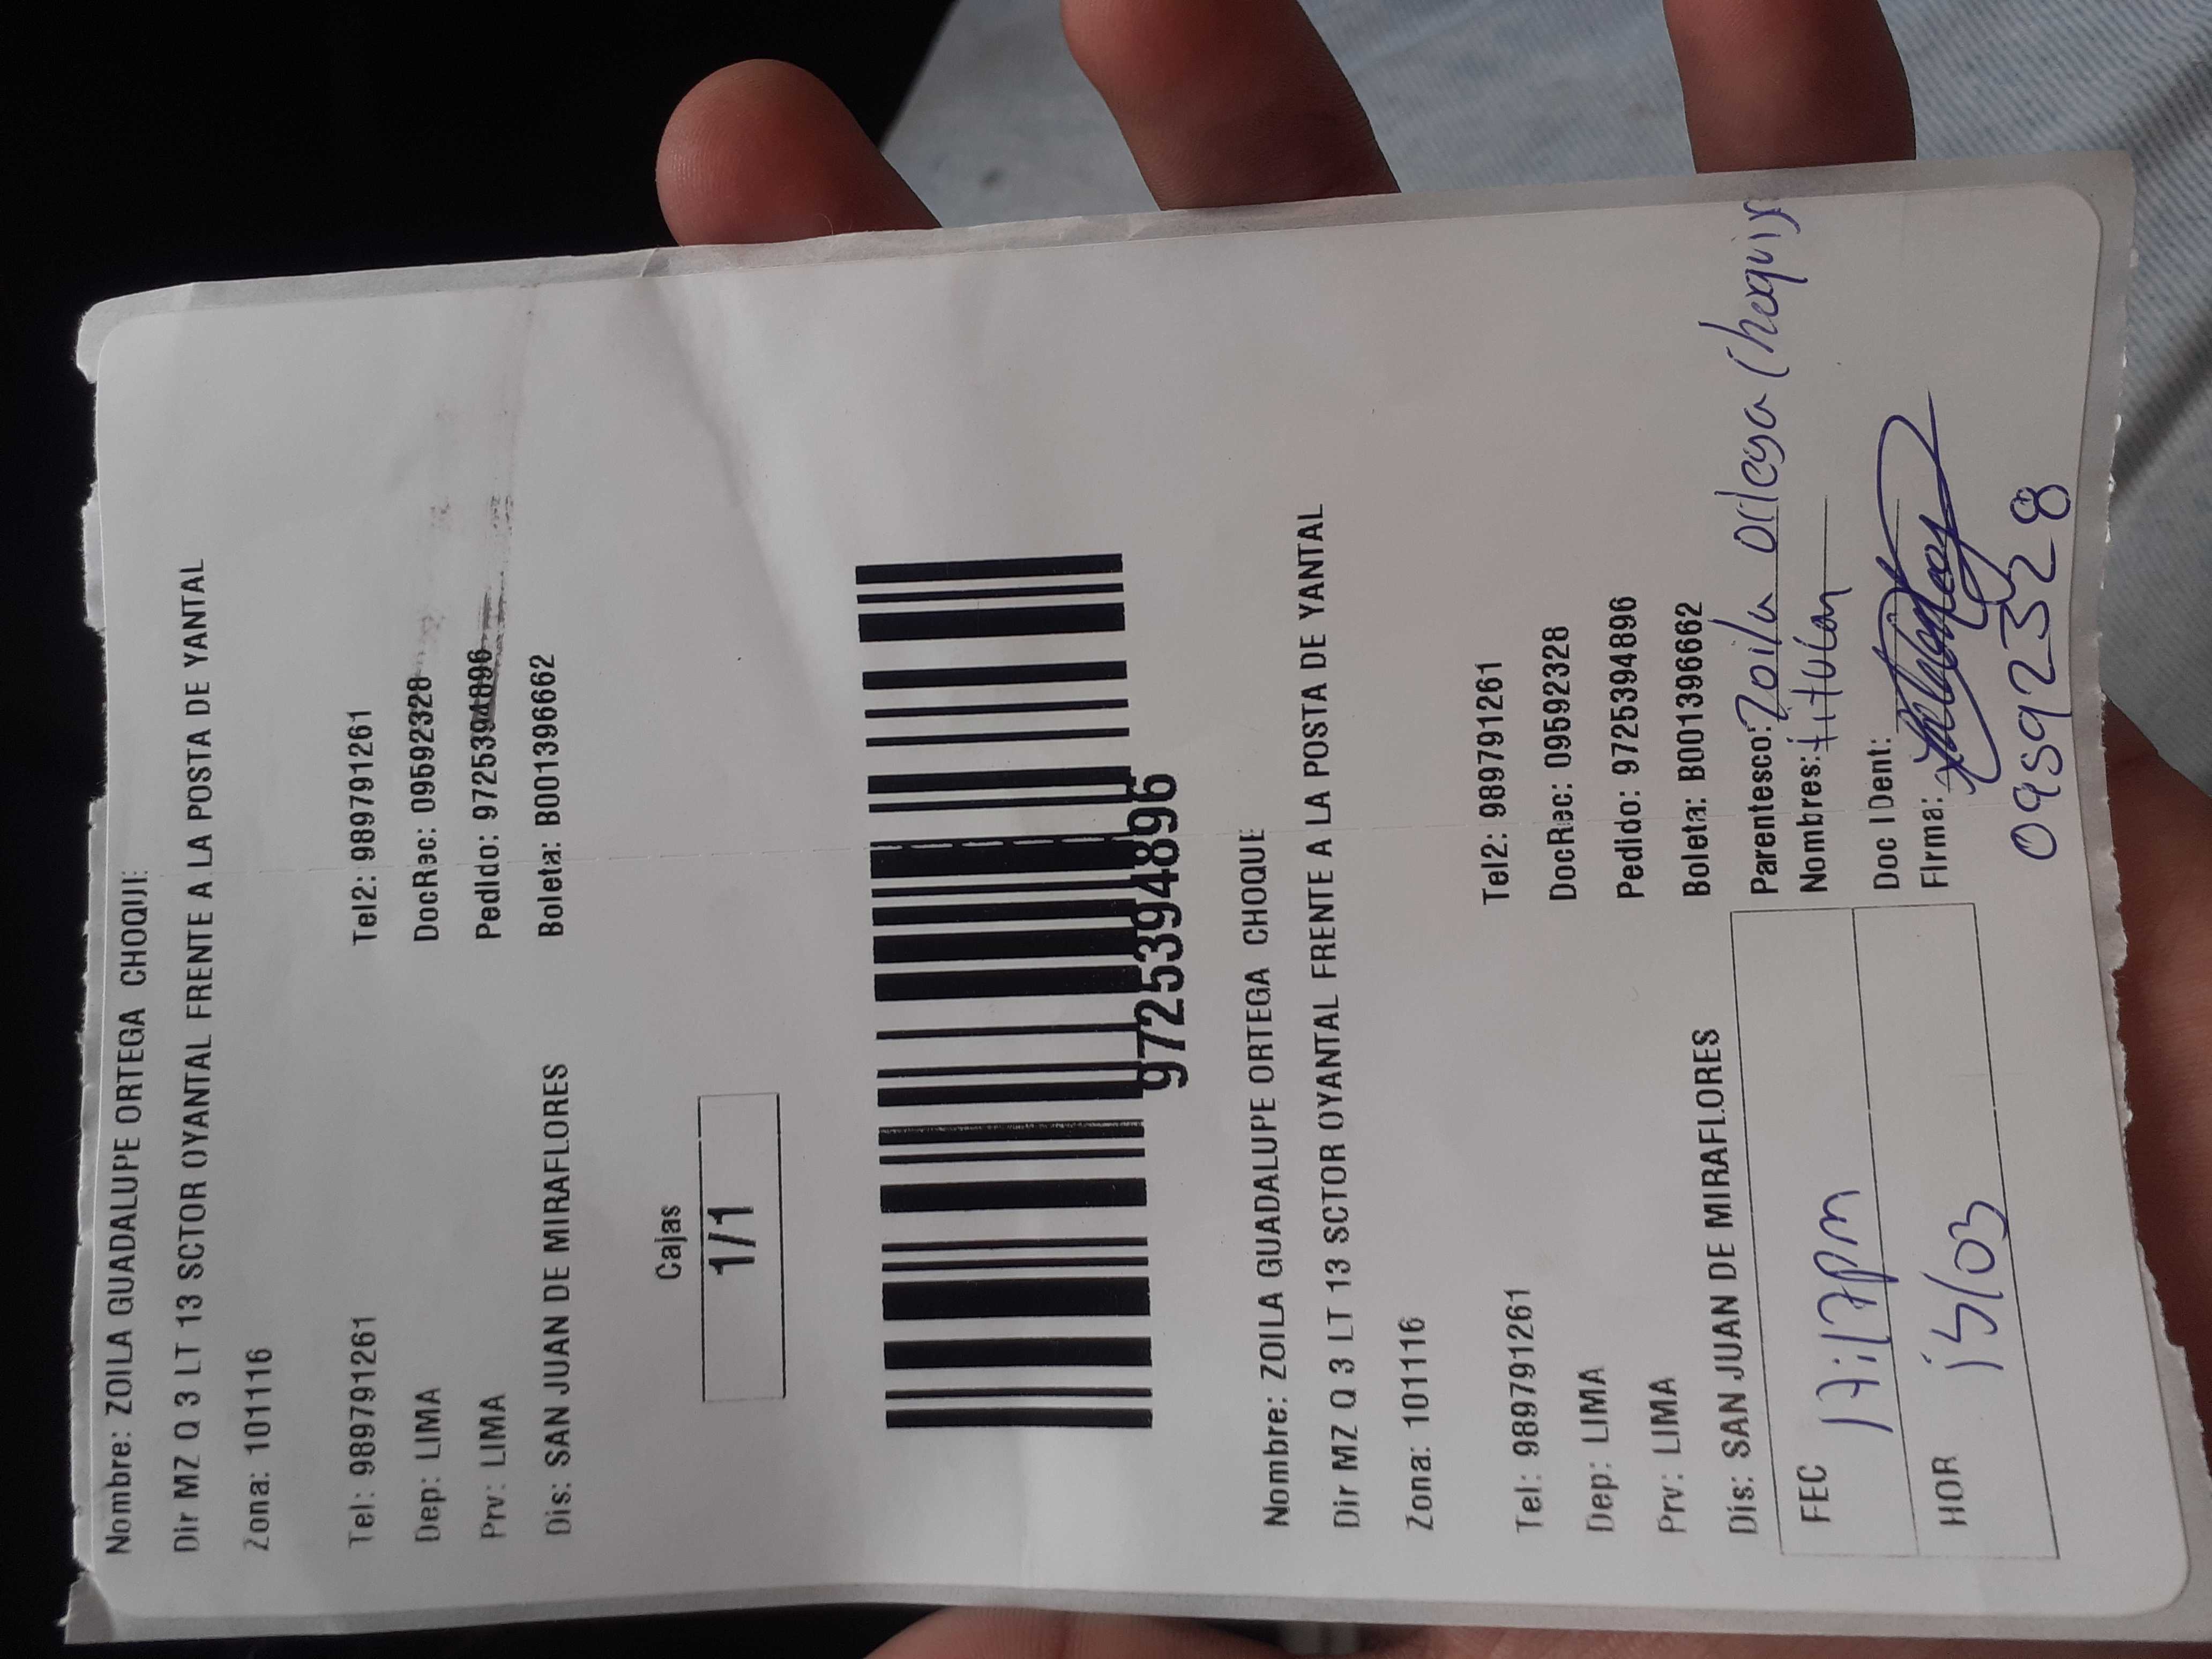 Nombre: ZOILA GUADALUPE ORTEGA CHOQUE
Dir MZ Q 3 LT 13 SCTOR OYANTAL FRENTE A LA POSTA DE YANTAL
Zona: 101116
Tel: 989791261 Tel2: 989791261
Dep: LIMA DocRec: 09592328
Prv: LIMA Pedido: 9725394896
Dis: SAN JUAN DE MIRAFLORES Boleta: B001396662
Cajas
1/1
9725394896
Nombre: ZOILA GUADALUPE ORTEGA CHOQUE
Dir MZ Q 3 LT 13 SCTOR OYANTAL FRENTE A LA POSTA DE YANTAL
Zona: 101116
Tel: 989791261 Tel2: 989791261
Dep: LIMA DocRec: 09592328
Prv: LIMA Pedido: 9725394896
Dis: SAN JUAN DE MIRAFLORES Boleta: B001396662
Parentesco: Zoila Ortega
FEC Nombres: titular
Doc IDent:
HOR 15/03 Firma:
09592328